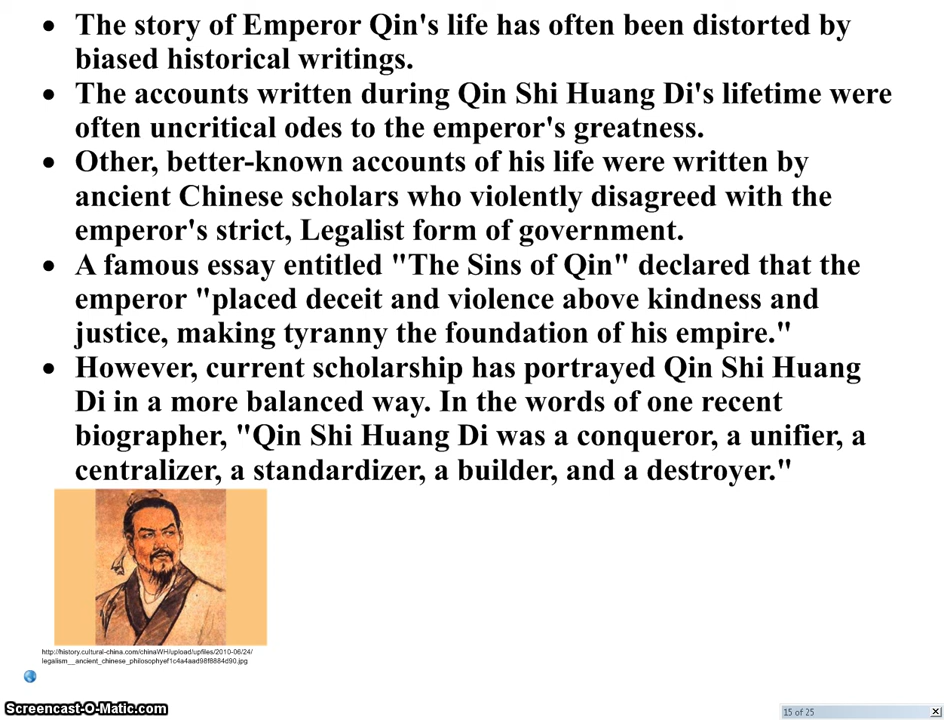 • The story of Emperor Qin's life has often been distorted by
biased historical writings.
• The accounts written during Qin Shi Huang Di's lifetime were
often uncritical odes to the emperor's greatness.
• Other, better-known accounts of his life were written by
ancient Chinese scholars who violently disagreed with the
emperor's strict, Legalist form of government.
• A famous essay entitled "The Sins of Qin" declared that the
emperor "placed deceit and violence above kindness and
justice, making tyranny the foundation of his empire."
• However, current scholarship has portrayed Qin Shi Huang
Di in a more balanced way. In the words of one recent
biographer, "Qin Shi Huang Di was a conqueror, a unifier, a
centralizer, a standardizer, a builder, and a destroyer."
http://history.cultural-china.com/chinaWH/upload/upfiles/2010-06/24/
legalism__ancient_chinese_philosophyef1c4a4aad98f8884d90.jpg
Screencast-O-Matic.com
15 of 25